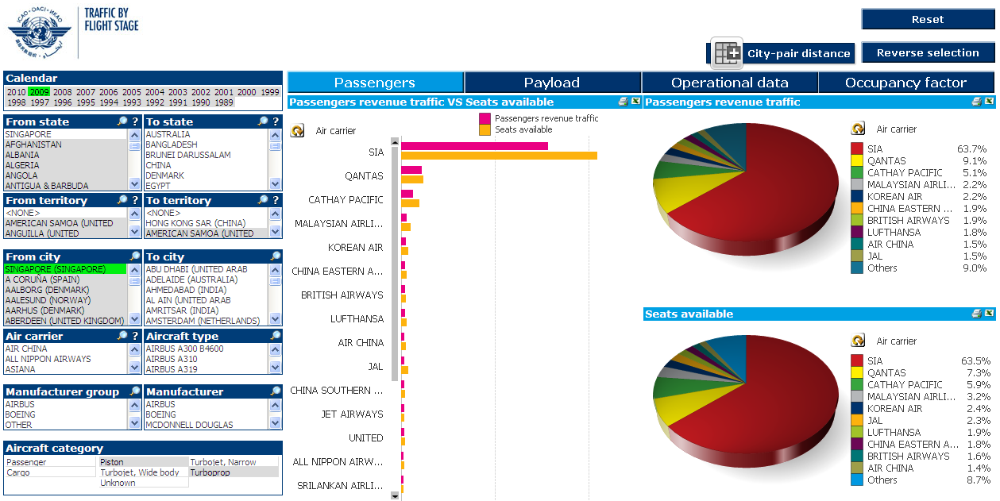 ICAO · OACI · ИКАО
TRAFFIC BY
FLIGHT STAGE
Reset
City-pair distance
Reverse selection
Calendar
2010 2009 2008 2007 2006 2005 2004 2003 2002 2001 2000 1999
1998 1997 1996 1995 1994 1993 1992 1991 1990 1989
From state ?
SINGAPORE
AFGHANISTAN
ALBANIA
ALGERIA
ANGOLA
ANTIGUA & BARBUDA
To state ?
AUSTRALIA
BANGLADESH
BRUNEI DARUSSALAM
CHINA
DENMARK
EGYPT
From territory ?
<NONE>
AMERICAN SAMOA (UNITED
ANGUILLA (UNITED
To territory ?
<NONE>
HONG KONG SAR (CHINA)
AMERICAN SAMOA (UNITED
From city
SINGAPORE (SINGAPORE)
A CORUÑA (SPAIN)
AALBORG (DENMARK)
AALESUND (NORWAY)
AARHUS (DENMARK)
ABERDEEN (UNITED KINGDOM)
To city
ABU DHABI (UNITED ARAB
ADELAIDE (AUSTRALIA)
AHMEDABAD (INDIA)
AL AIN (UNITED ARAB
AMRITSAR (INDIA)
AMSTERDAM (NETHERLANDS)
Air carrier ?
AIR CHINA
ALL NIPPON AIRWAYS
ASIANA
Aircraft type
AIRBUS A300 B4600
AIRBUS A310
AIRBUS A319
Manufacturer group
AIRBUS
BOEING
OTHER
Manufacturer
AIRBUS
BOEING
MCDONNELL DOUGLAS
Aircraft category
Passenger
Cargo
Piston
Turbojet, Wide body
Unknown
Turbojet, Narrow
Turboprop
Passengers
Payload
Operational data
Occupancy factor
Passengers revenue traffic VS Seats available
Air carrier
Passengers revenue traffic
Seats available
SIA
QANTAS
CATHAY PACIFIC
MALAYSIAN AIRLI...
KOREAN AIR
CHINA EASTERN A...
BRITISH AIRWAYS
LUFTHANSA
AIR CHINA
JAL
CHINA SOUTHERN ...
JET AIRWAYS
UNITED
ALL NIPPON AIRW...
SRILANKAN AIRLI...
Passengers revenue traffic
Air carrier
SIA 63.7%
QANTAS 9.1%
CATHAY PACIFIC 5.1%
MALAYSIAN AIRLI... 2.2%
KOREAN AIR 2.2%
CHINA EASTERN ... 1.9%
BRITISH AIRWAYS 1.9%
LUFTHANSA 1.8%
AIR CHINA 1.5%
JAL 1.5%
Others 9.0%
Seats available
Air carrier
SIA 63.5%
QANTAS 7.3%
CATHAY PACIFIC 5.9%
MALAYSIAN AIRLI... 3.2%
KOREAN AIR 2.4%
JAL 2.3%
LUFTHANSA 1.9%
CHINA EASTERN A... 1.8%
BRITISH AIRWAYS 1.6%
AIR CHINA 1.4%
Others 8.7%